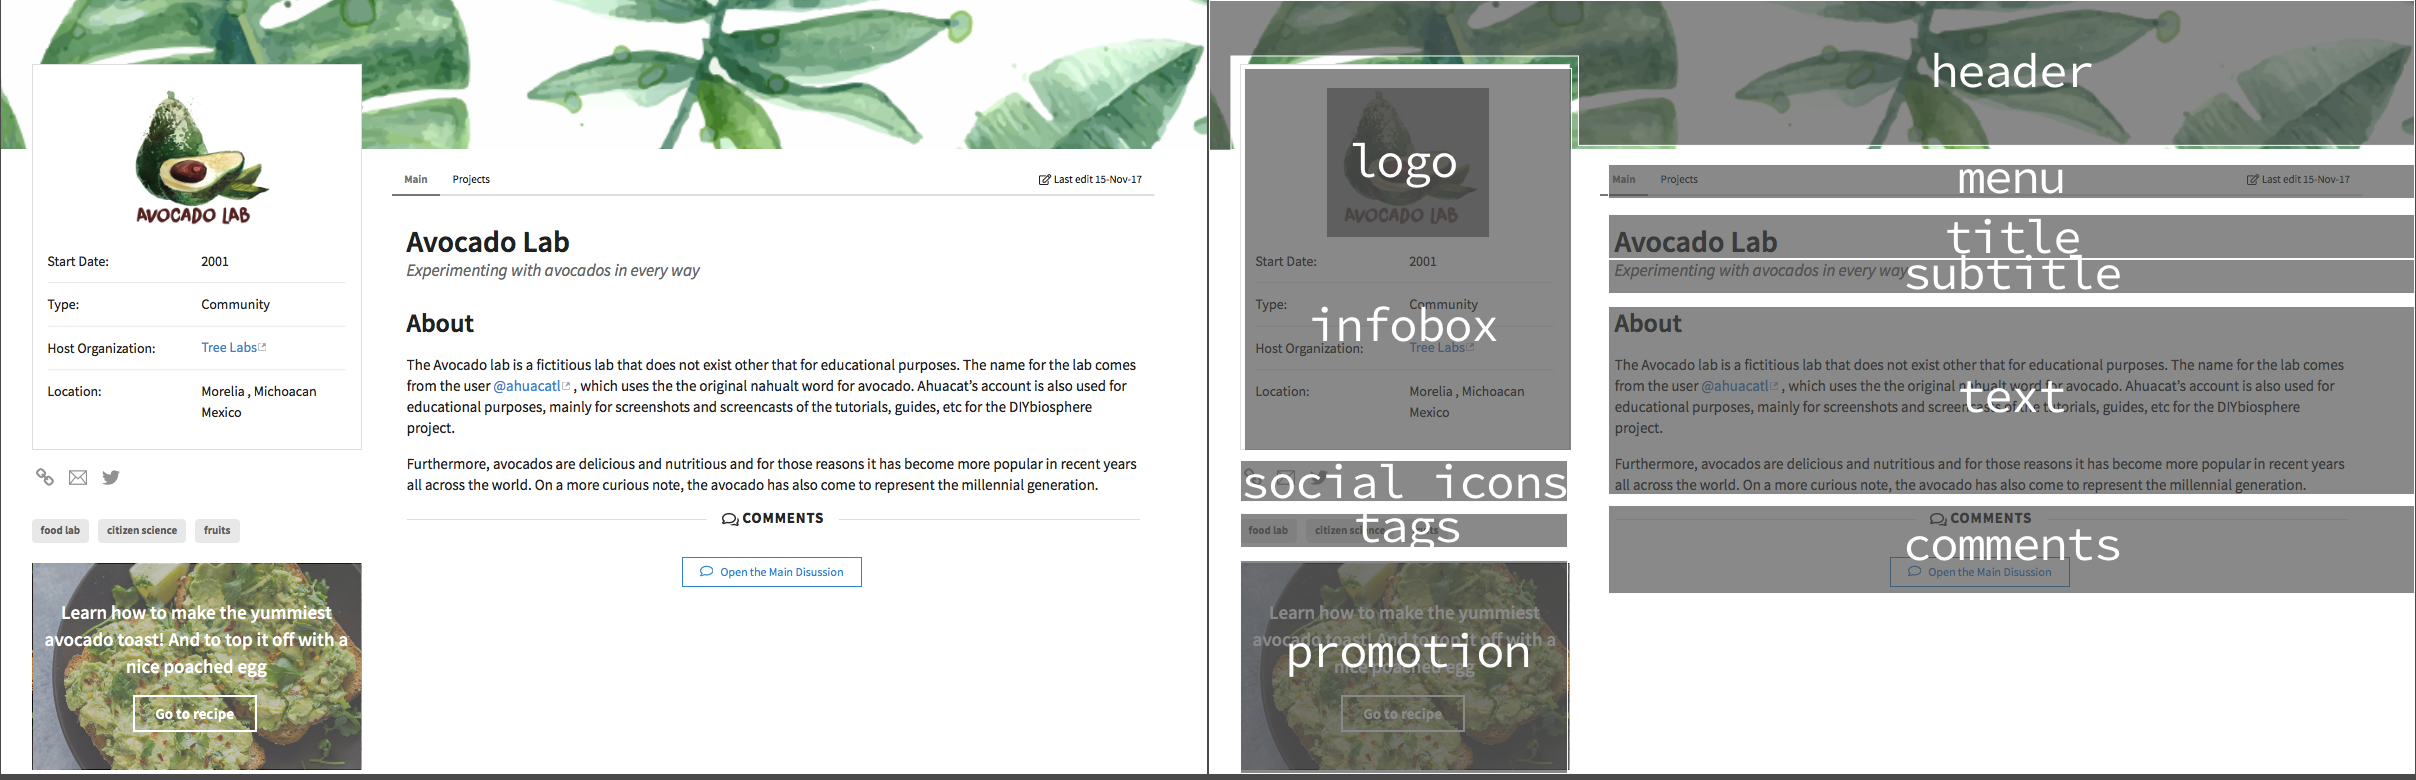 AVOCADO LAB
Start Date: 2001
Type: Community
Host Organization: Tree Labs
Location: Morelia , Michoacan
Mexico
food lab citizen science fruits
Learn how to make the yummiest
avocado toast! And to top it off with a
nice poached egg
Go to recipe
Main Projects Last edit 15-Nov-17
Avocado Lab
Experimenting with avocados in every way
About
The Avocado lab is a fictitious lab that does not exist other that for educational purposes. The name for the lab comes
from the user @ahuacatl , which uses the the original nahualt word for avocado. Ahuacat's account is also used for
educational purposes, mainly for screenshots and screencasts of the tutorials, guides, etc for the DIYbiosphere
project.
Furthermore, avocados are delicious and nutritious and for those reasons it has become more popular in recent years
all across the world. On a more curious note, the avocado has also come to represent the millennial generation.
COMMENTS
Open the Main Disussion
header
logo
AVOCADO LAB
Start Date: 2001
Type: Community
infobox
Host Organization: Tree Labs
Location: Morelia , Michoacan
Mexico
social icons
tags
food lab citizen science fruits
Learn how to make the yummiest
avocado toast! And to top it off with a
promotion
nice poached egg
Go to recipe
menu
Main Projects Last edit 15-Nov-17
title
Avocado Lab
subtitle
Experimenting with avocados in every way
About
The Avocado lab is a fictitious lab that does not exist other that for educational purposes. The name for the lab comes
from the user @ahuacatl , which uses the the original nahualt word for avocado. Ahuacat's account is also used for
text
educational purposes, mainly for screenshots and screencasts of the tutorials, guides, etc for the DIYbiosphere
project.
Furthermore, avocados are delicious and nutritious and for those reasons it has become more popular in recent years
all across the world. On a more curious note, the avocado has also come to represent the millennial generation.
COMMENTS
comments
Open the Main Disussion